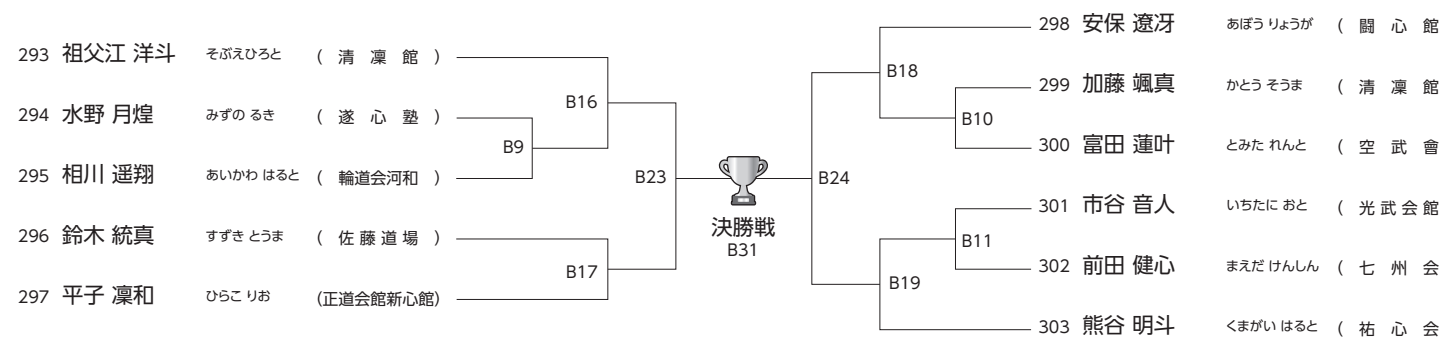 293 祖父江 洋斗 そぶえひろと ( 清 凜 館 )
294 水野 月煌 みずの るき ( 遂 心 塾 )
295 相川 遥翔 あいかわ はると ( 輪道会河和 )
296 鈴木 統真 すずき とうま ( 佐 藤 道 場 )
297 平子 凜和 ひらこ りお (正道会館新心館)
B16
B9
B23
B17
決勝戦
B31
B18
B10
B24
B11
B19
298 安保 遼冴 あぼう りょうが ( 闘 心 館
299 加藤 颯真 かとう そうま ( 清 凜 館
300 富田 蓮叶 とみた れんと ( 空 武 會
301 市谷 音人 いちたに おと ( 光 武 会 館
302 前田 健心 まえだ けんしん ( 七 州 会
303 熊谷 明斗 くまがい はると ( 祐 心 会